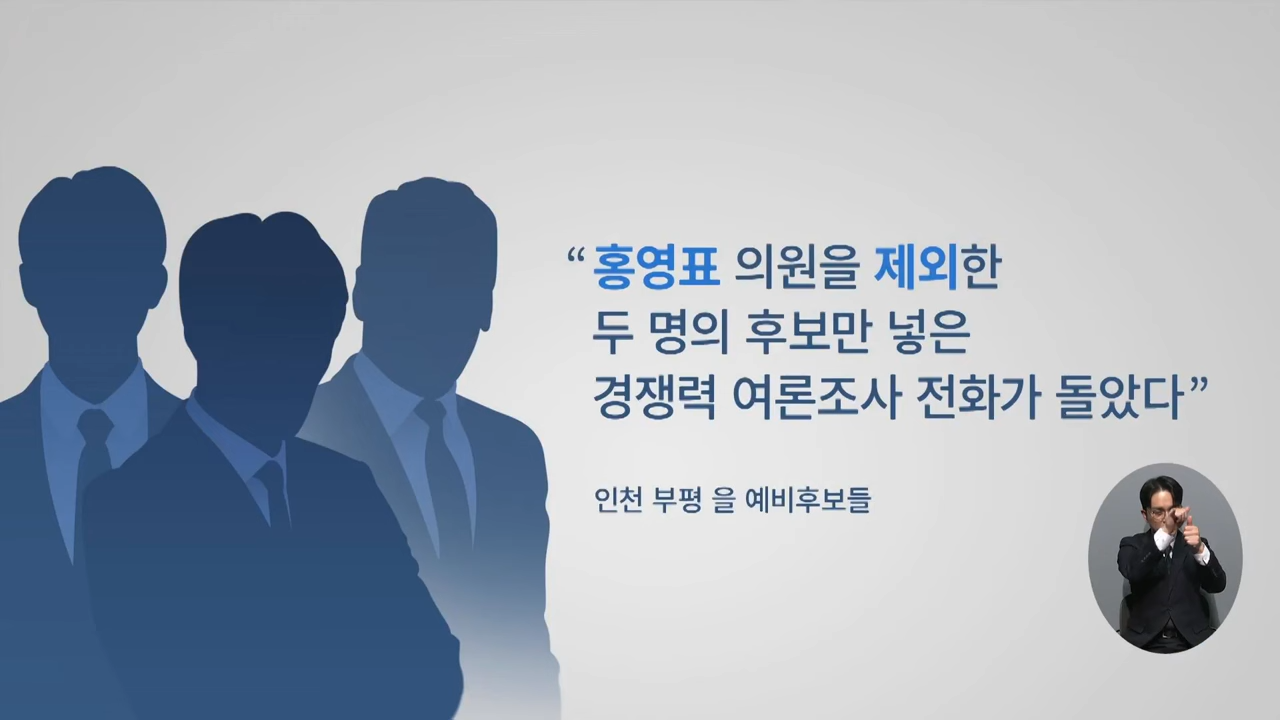 “홍영표 의원을 제외한
두 명의 후보만 넣은
경쟁력 여론조사 전화가 돌았다”
인천 부평 을 예비후보들